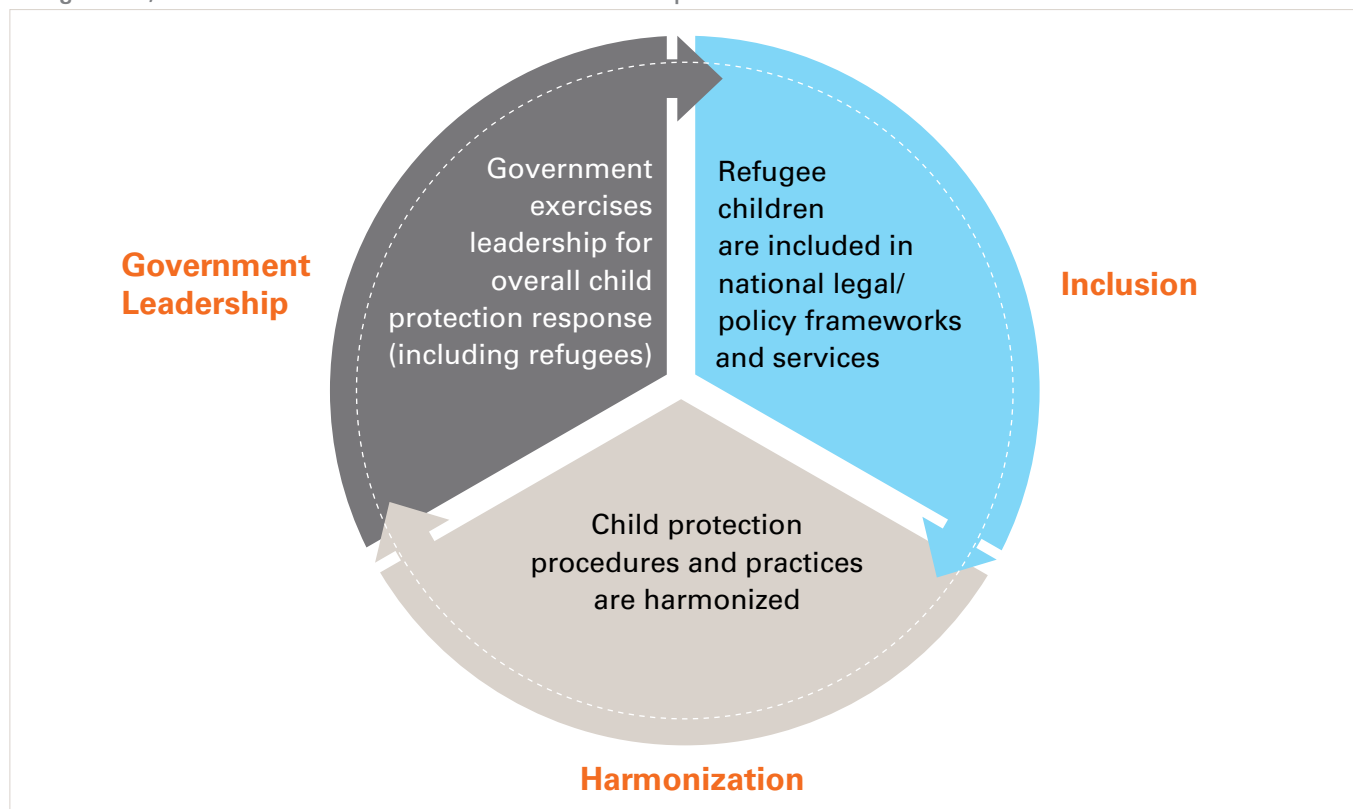 Government
Leadership
Government
exercises
leadership for
overall child
protection response
(including refugees)
Refugee
children
are included in
national legal/
policy frameworks
and services
Inclusion
Child protection
procedures and practices
are harmonized
Harmonization